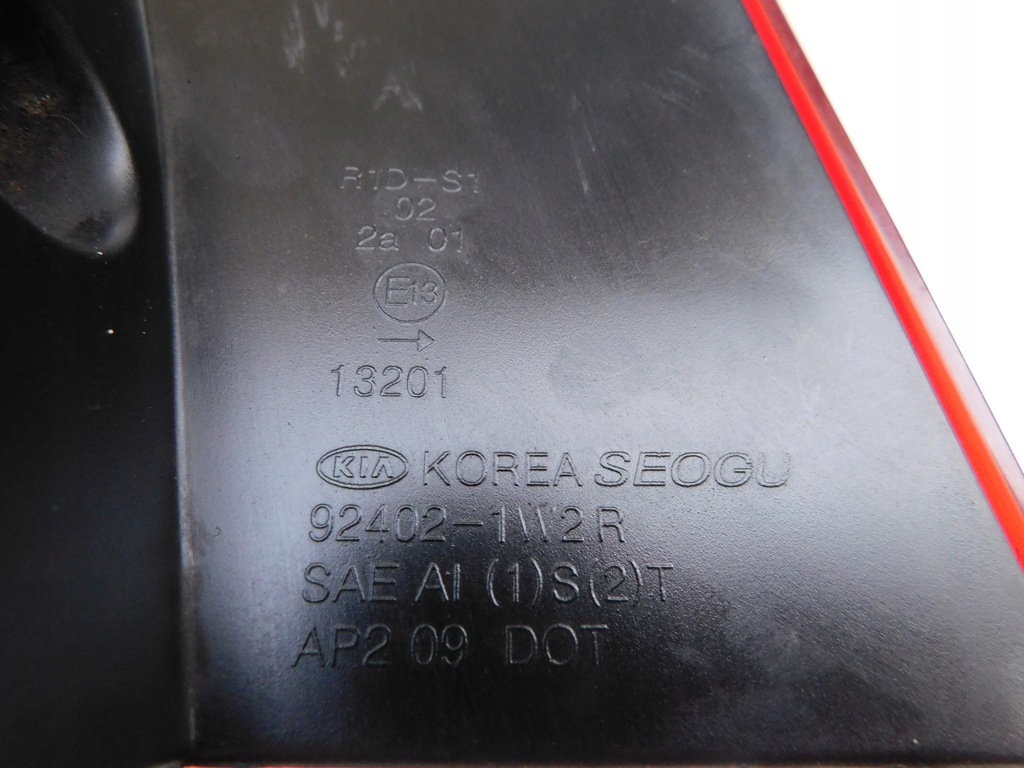 R1D-S1
02
2a 01
E13
→
13201
KIA KOREA SEOGU
92402-1W2 R
SAE AI (1)S(2)T
AP2 09 DOT